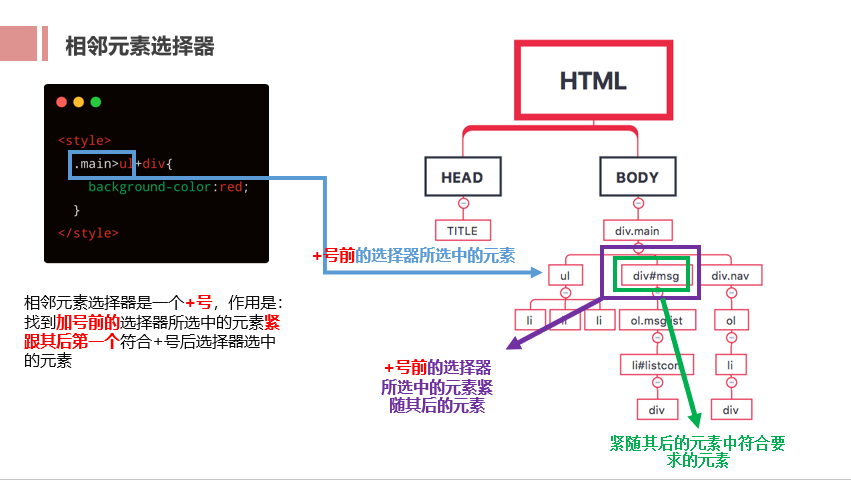 相邻元素选择器
<style>
.main>ul+div{
background-color:red;
}
</style>
相邻元素选择器是一个+号，作用是：
找到加号前的选择器所选中的元素紧
跟其后第一个符合+号后选择器选中
的元素
HTML
HEAD
BODY
TITLE
div.main
+号前的选择器所选中的元素
ul
div#msg
div.nav
li
li
li
ol.msglist
ol
li#listcon
li
div
div
+号前的选择器
所选中的元素紧
随其后的元素
紧随其后的元素中符合要
求的元素